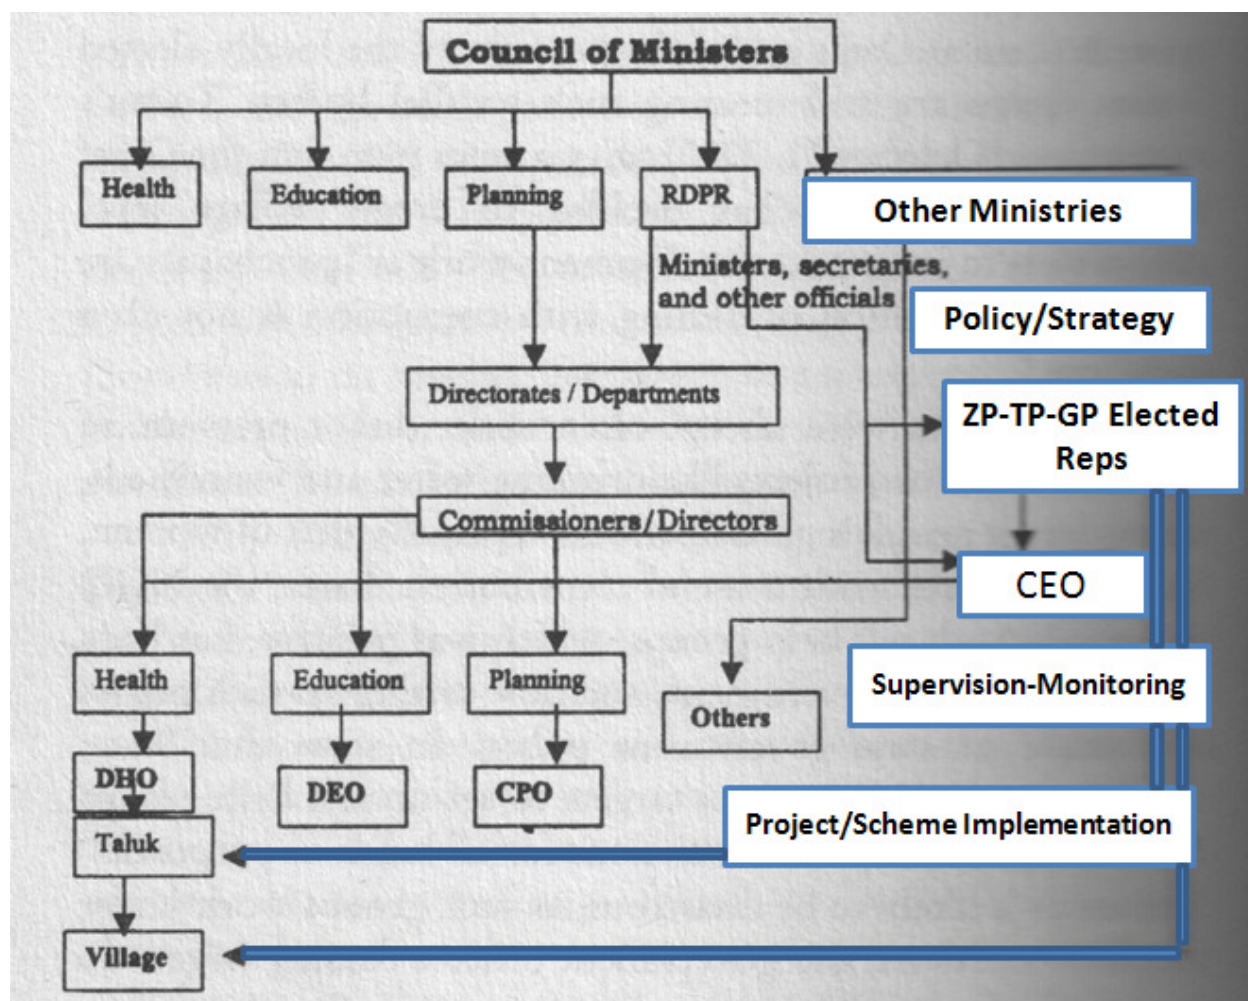 Council of Ministers
Health
Education
Planning
RDPR
Other Ministries
Ministers, secretaries,
and other officials
Policy/Strategy
Directorates / Departments
ZP-TP-GP Elected
Reps
Commissioners/Directors
CEO
Health
Education
Planning
Others
Supervision-Monitoring
DHO
DEO
CPO
Project/Scheme Implementation
Taluk
Village